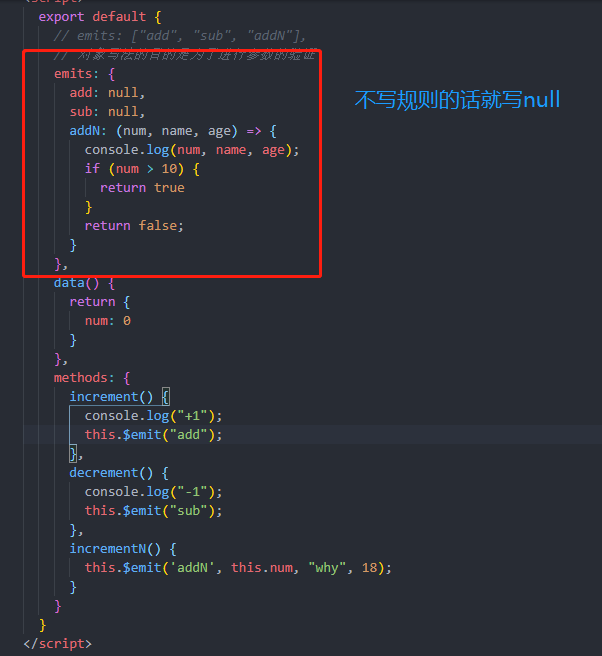 <script>
export default {
// emits: ["add", "sub", "addN"],
// 对象写法的目的是为了进行参数的验证
emits: {
不写规则的话就写null
add: null,
sub: null,
addN: (num, name, age) => {
console.log(num, name, age);
if (num > 10) {
return true
}
return false;
}
},
data() {
return {
num: 0
}
},
methods: {
increment() {
console.log("+1");
this.$emit("add");
},
decrement() {
console.log("-1");
this.$emit("sub");
},
incrementN() {
this.$emit('addN', this.num, "why", 18);
}
}
}
</script>